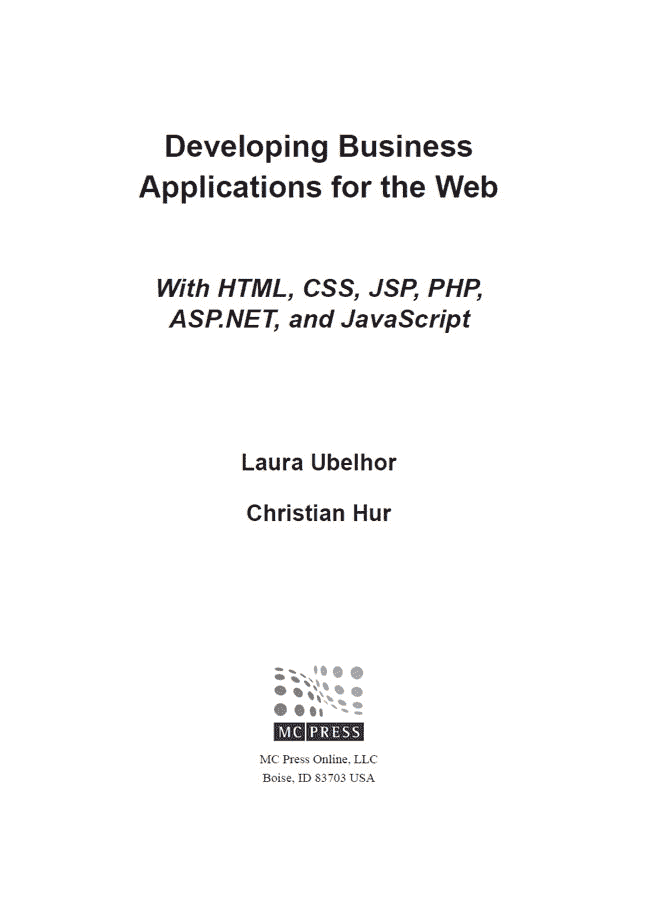 Developing Business
Applications for the Web
With HTML, CSS, JSP, PHP,
ASP.NET, and JavaScript
Laura Ubelhor
Christian Hur
MC PRESS
MC Press Online, LLC
Boise, ID 83703 USA